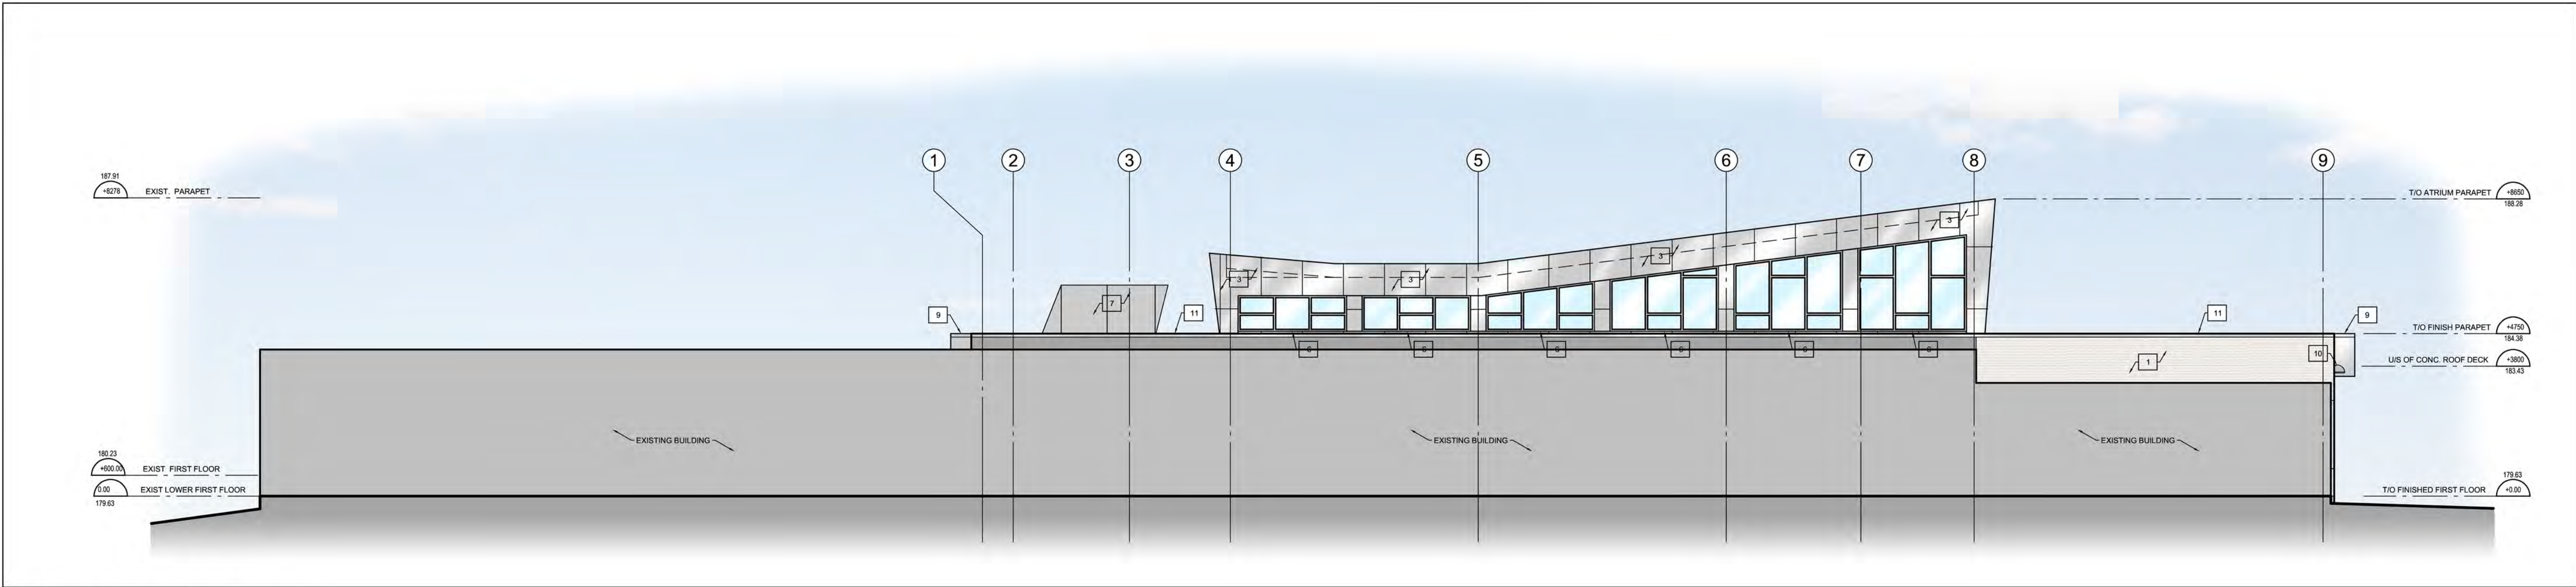 1 2 3 4 5 6 7 8 9
187.91
+8278 EXIST. PARAPET
T/O ATRIUM PARAPET +8650
188.28
3
3
3
3
7
9
11
11
9
T/O FINISH PARAPET +4750
184.38
10
1
U/S OF CONC. ROOF DECK +3800
183.43
EXISTING BUILDING
EXISTING BUILDING
EXISTING BUILDING
180.23
+600.00 EXIST FIRST FLOOR
0.00 EXIST LOWER FIRST FLOOR
179.63
179.63
T/O FINISHED FIRST FLOOR +0.00